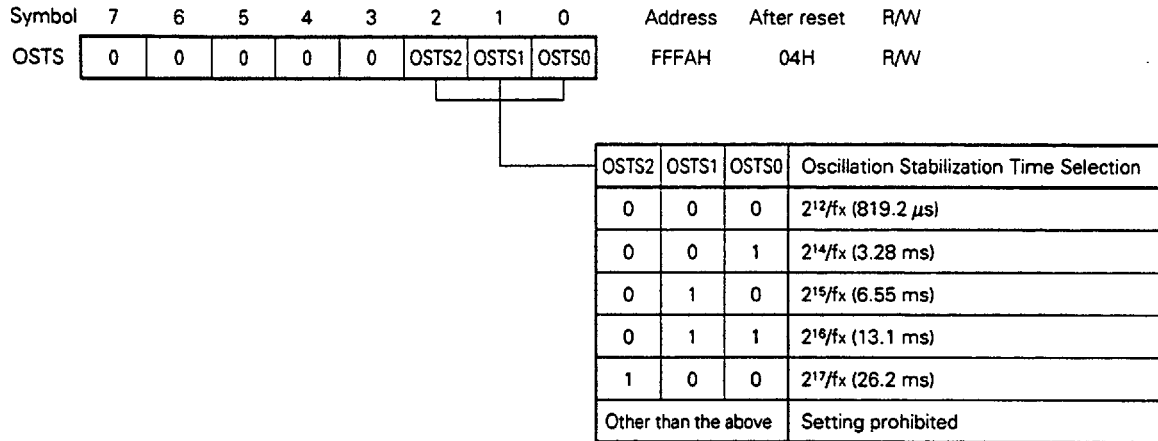 Symbol 7 6 5 4 3 2 1 0 Address After reset R/W
OSTS 0 0 0 0 0 OSTS2 OSTS1 OSTS0 FFFAH 04H R/W
OSTS2 OSTS1 OSTS0 Oscillation Stabilization Time Selection
0 0 0 2¹²/fx (819.2 µs)
0 0 1 2¹⁴/fx (3.28 ms)
0 1 0 2¹⁵/fx (6.55 ms)
0 1 1 2¹⁶/fx (13.1 ms)
1 0 0 2¹⁷/fx (26.2 ms)
Other than the above Setting prohibited